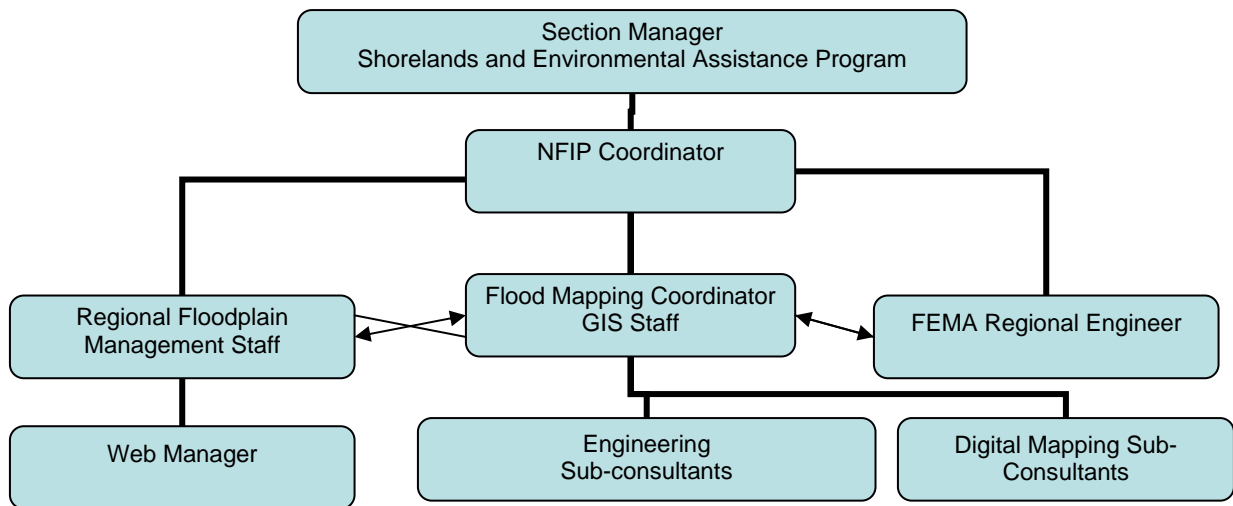 Section Manager
Shorelands and Environmental Assistance Program
NFIP Coordinator
Regional Floodplain
Management Staff
Flood Mapping Coordinator
GIS Staff
FEMA Regional Engineer
Web Manager
Engineering
Sub-consultants
Digital Mapping Sub-
Consultants